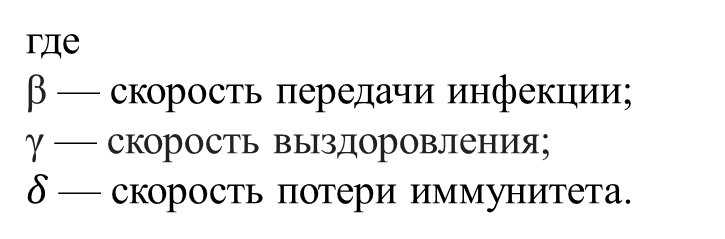 где
β — скорость передачи инфекции;
γ — скорость выздоровления;
δ — скорость потери иммунитета.